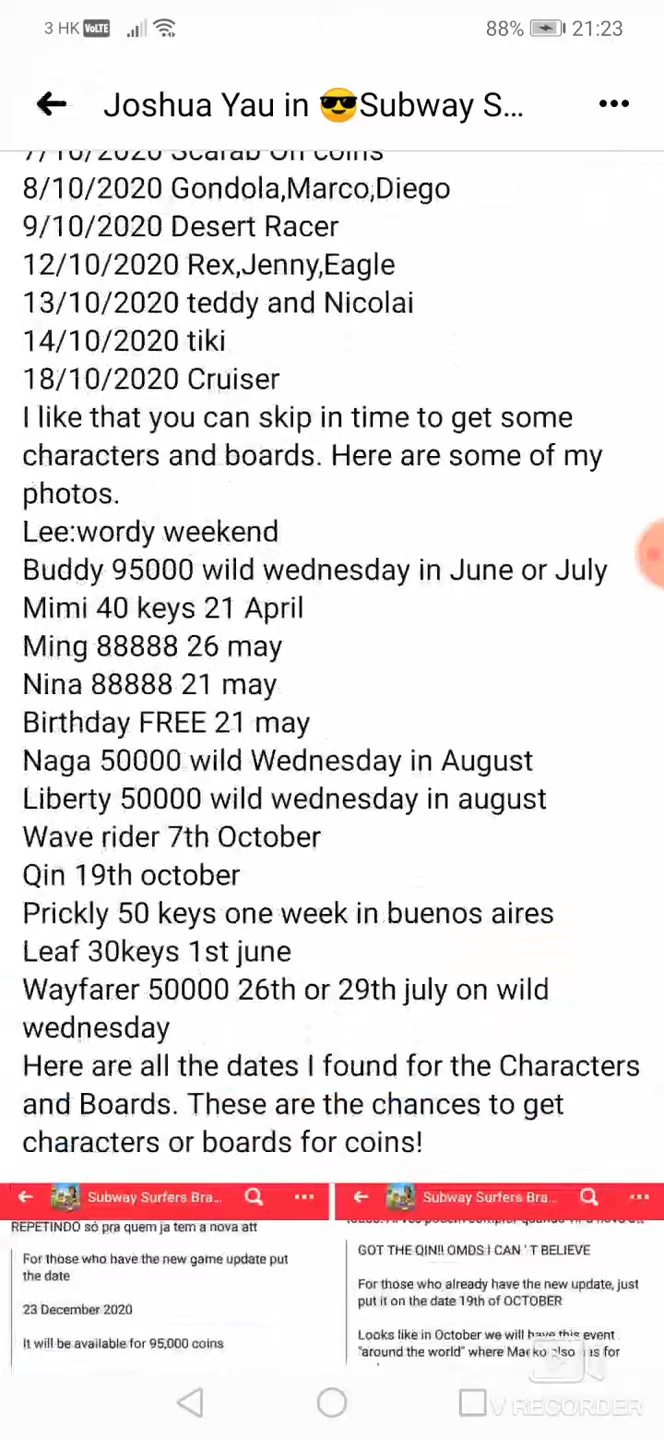 3 HK VoLTE 88% 21:23
Joshua Yau in 😎Subway S...
7/10/2020 Scarab on coins
8/10/2020 Gondola,Marco,Diego
9/10/2020 Desert Racer
12/10/2020 Rex,Jenny,Eagle
13/10/2020 teddy and Nicolai
14/10/2020 tiki
18/10/2020 Cruiser
I like that you can skip in time to get some
characters and boards. Here are some of my
photos.
Lee:wordy weekend
Buddy 95000 wild wednesday in June or July
Mimi 40 keys 21 April
Ming 88888 26 may
Nina 88888 21 may
Birthday FREE 21 may
Naga 50000 wild Wednesday in August
Liberty 50000 wild wednesday in august
Wave rider 7th October
Qin 19th october
Prickly 50 keys one week in buenos aires
Leaf 30keys 1st june
Wayfarer 50000 26th or 29th july on wild
wednesday
Here are all the dates I found for the Characters
and Boards. These are the chances to get
characters or boards for coins!
Subway Surfers Bra...
REPETINDO só pra quem ja tem a nova att
For those who have the new game update put
the date
23 December 2020
It will be available for 95,000 coins
Subway Surfers Bra...
GOT THE QIN!! OMDS I CAN'T BELIEVE
For those who already have the new update, just
put it on the date 19th of OCTOBER
Looks like in October we will have this event
"around the world" where also for
V RECORDER